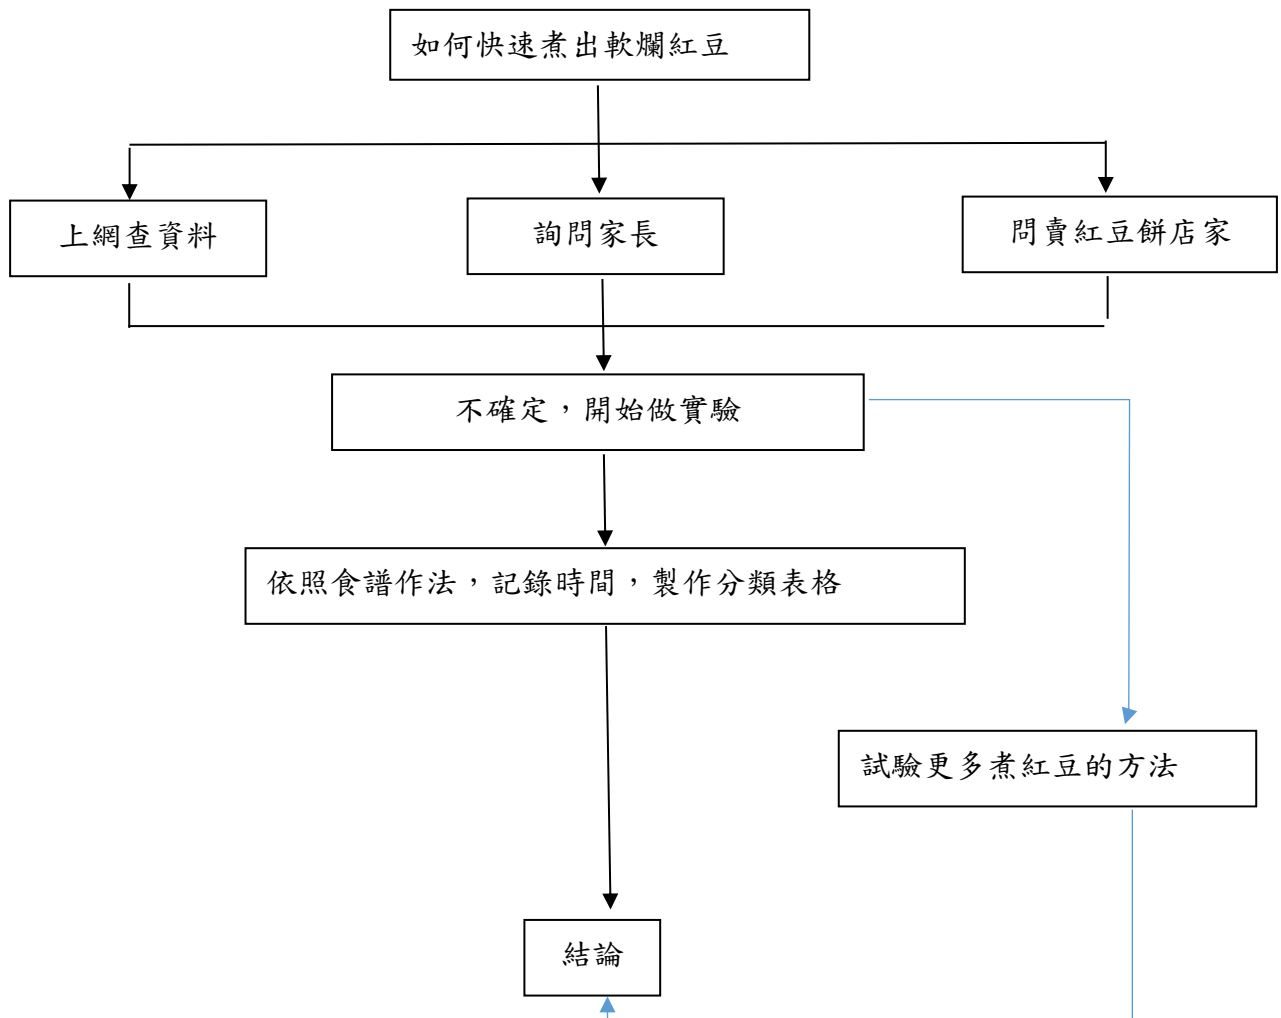 如何快速煮出軟爛紅豆
上網查資料
詢問家長
問賣紅豆餅店家
不確定，開始做實驗
依照食譜作法，記錄時間，製作分類表格
試驗更多煮紅豆的方法
結論